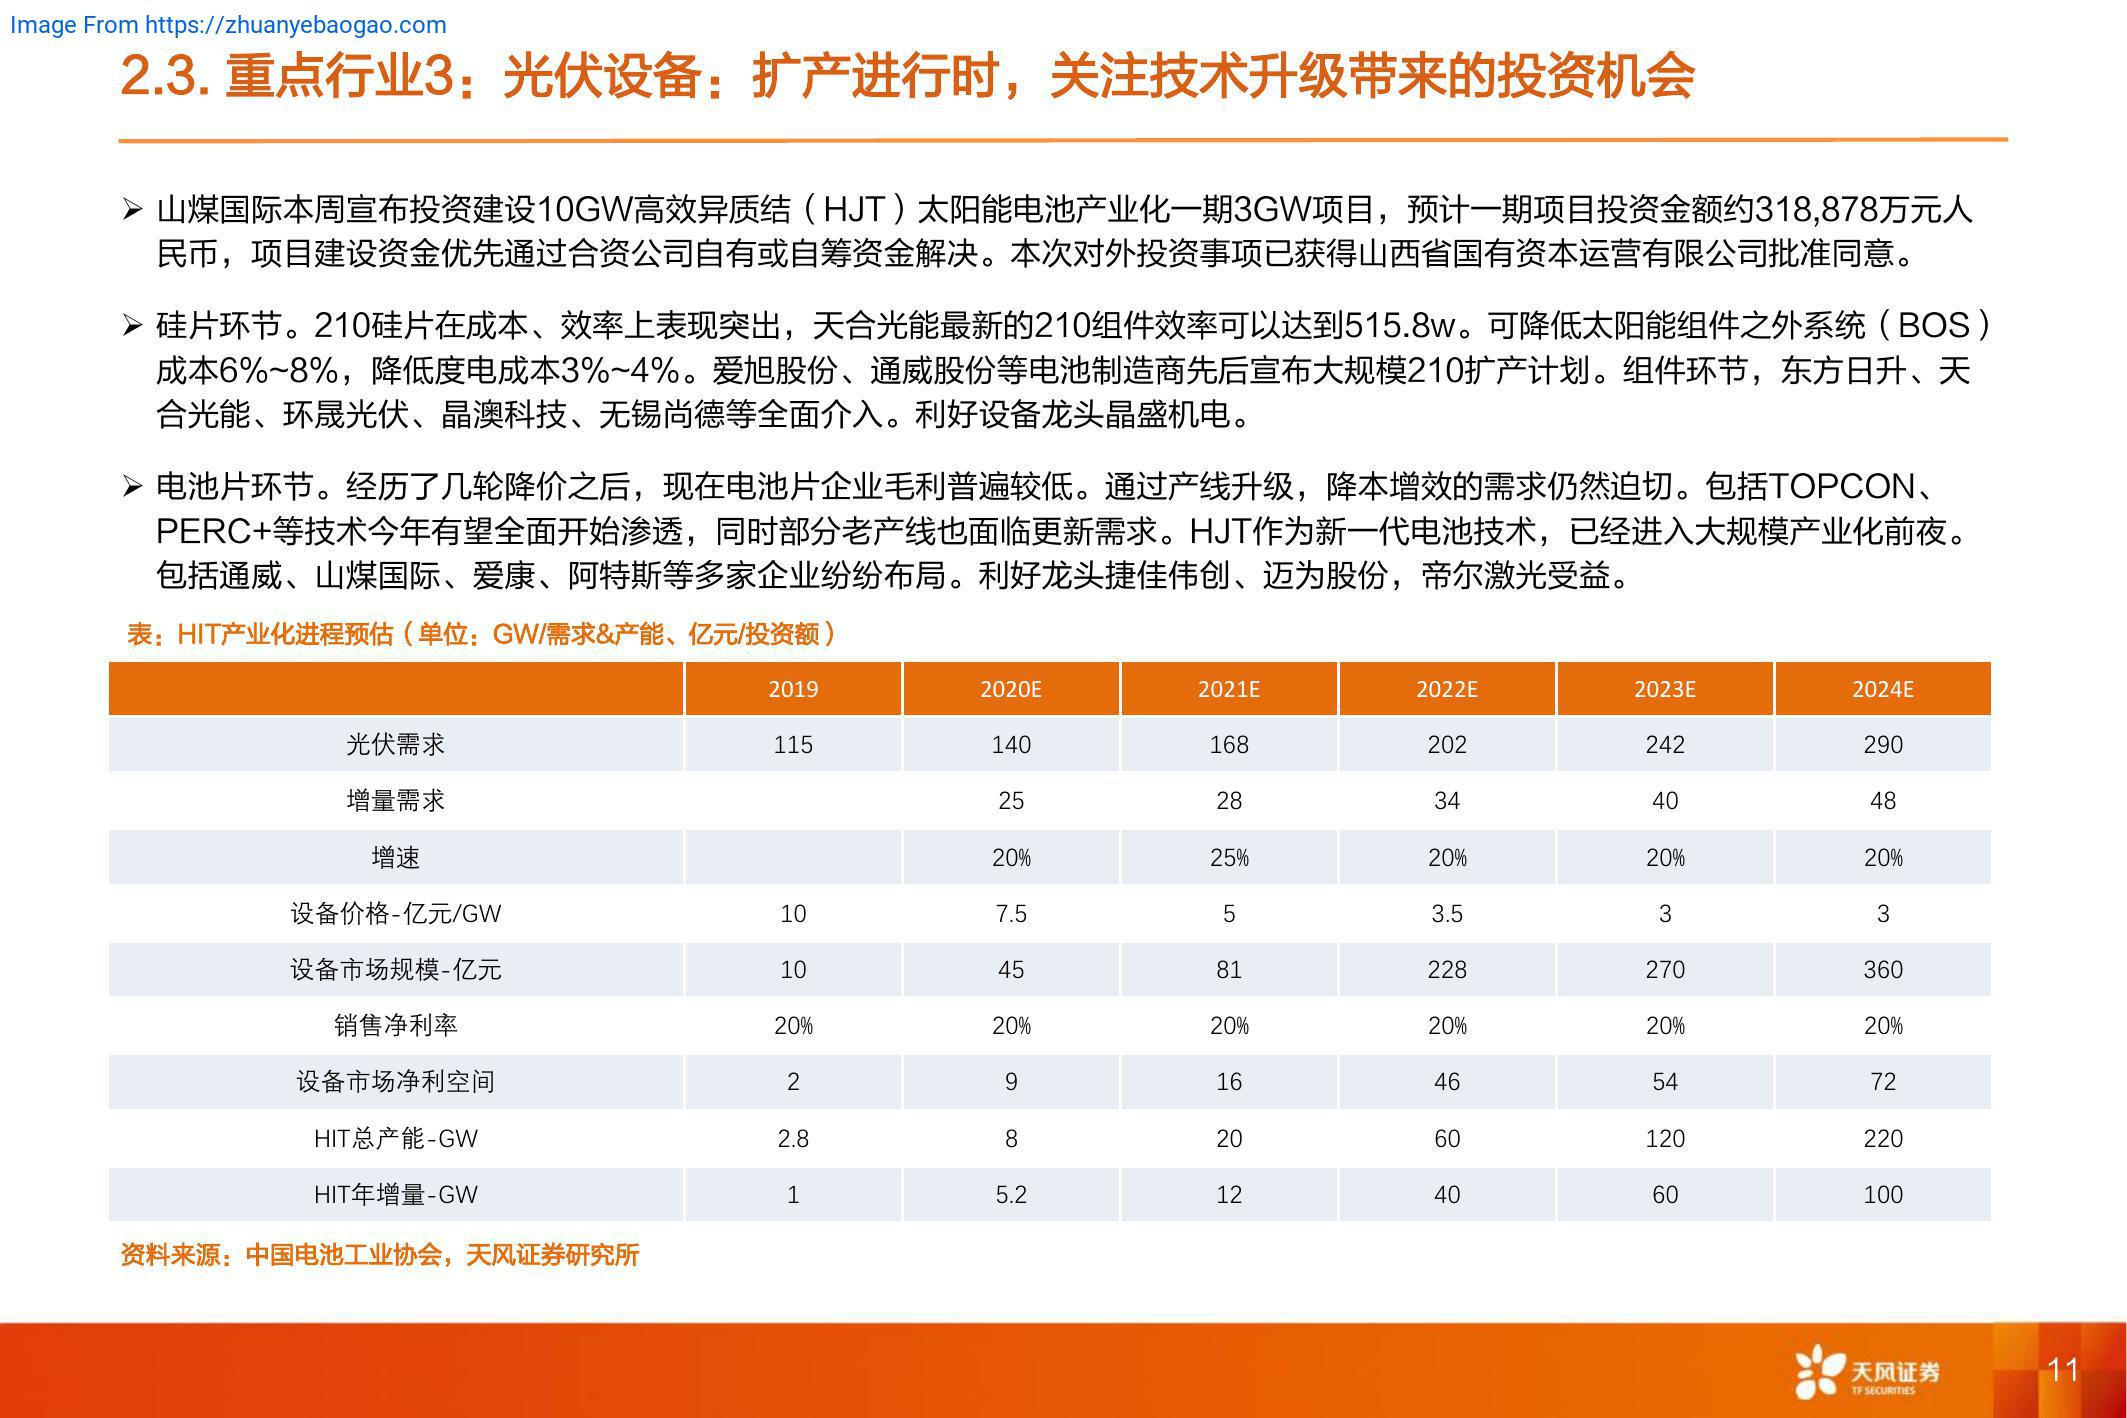 Image From https://zhuanyebaogao.com
2.3. 重点行业3：光伏设备：扩产进行时，关注技术升级带来的投资机会
➢ 山煤国际本周宣布投资建设10GW高效异质结（HJT）太阳能电池产业化一期3GW项目，预计一期项目投资金额约318,878万元人
民币，项目建设资金优先通过合资公司自有或自筹资金解决。本次对外投资事项已获得山西省国有资本运营有限公司批准同意。
➢ 硅片环节。210硅片在成本、效率上表现突出，天合光能最新的210组件效率可以达到515.8w。可降低太阳能组件之外系统（BOS）
成本6%~8%，降低度电成本3%~4%。爱旭股份、通威股份等电池制造商先后宣布大规模210扩产计划。组件环节，东方日升、天
合光能、环晟光伏、晶澳科技、无锡尚德等全面介入。利好设备龙头晶盛机电。
➢ 电池片环节。经历了几轮降价之后，现在电池片企业毛利普遍较低。通过产线升级，降本增效的需求仍然迫切。包括TOPCON、
PERC+等技术今年有望全面开始渗透，同时部分老产线也面临更新需求。HJT作为新一代电池技术，已经进入大规模产业化前夜。
包括通威、山煤国际、爱康、阿特斯等多家企业纷纷布局。利好龙头捷佳伟创、迈为股份，帝尔激光受益。
表：HIT产业化进程预估（单位：GW/需求&产能、亿元/投资额）
2019 2020E 2021E 2022E 2023E 2024E
光伏需求 115 140 168 202 242 290
增量需求 25 28 34 40 48
增速 20% 25% 20% 20% 20%
设备价格-亿元/GW 10 7.5 5 3.5 3 3
设备市场规模-亿元 10 45 81 228 270 360
销售净利率 20% 20% 20% 20% 20% 20%
设备市场净利空间 2 9 16 46 54 72
HIT总产能-GW 2.8 8 20 60 120 220
HIT年增量-GW 1 5.2 12 40 60 100
资料来源：中国电池工业协会，天风证券研究所
天风证券
TF SECURITIES
11